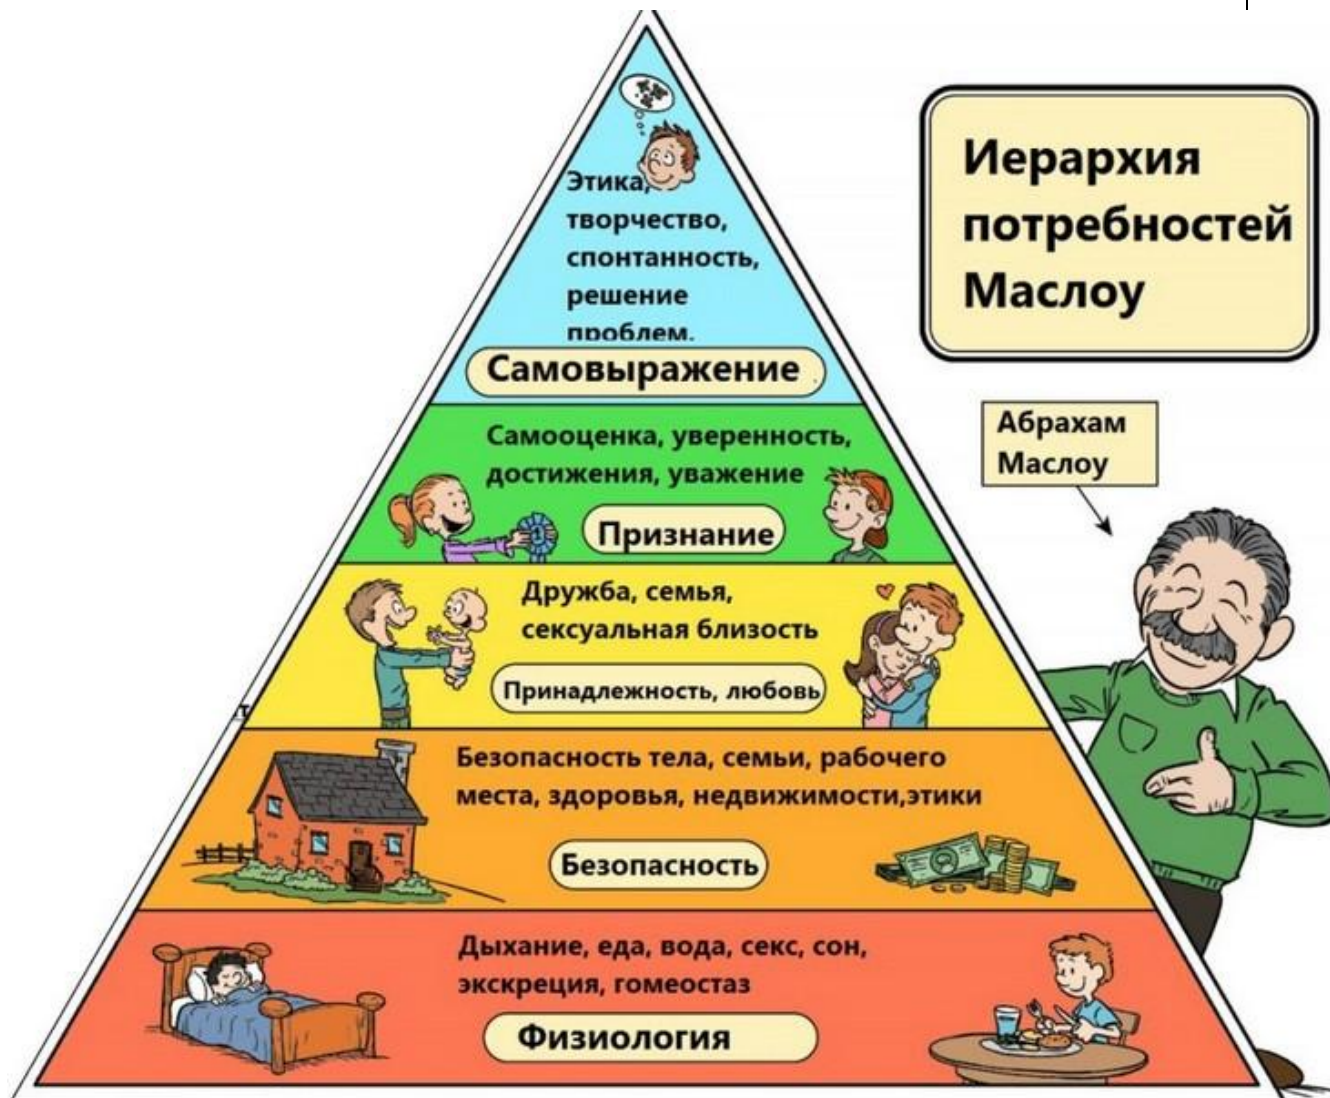 Иерархия
потребностей
Маслоу
Абрахам
Маслоу
Этика,
творчество,
спонтанность,
решение
проблем.
Самовыражение
Самооценка, уверенность,
достижения, уважение
Признание
Дружба, семья,
сексуальная близость
Принадлежность, любовь
Безопасность тела, семьи, рабочего
места, здоровья, недвижимости,этики
Безопасность
Дыхание, еда, вода, секс, сон,
экскреция, гомеостаз
Физиология